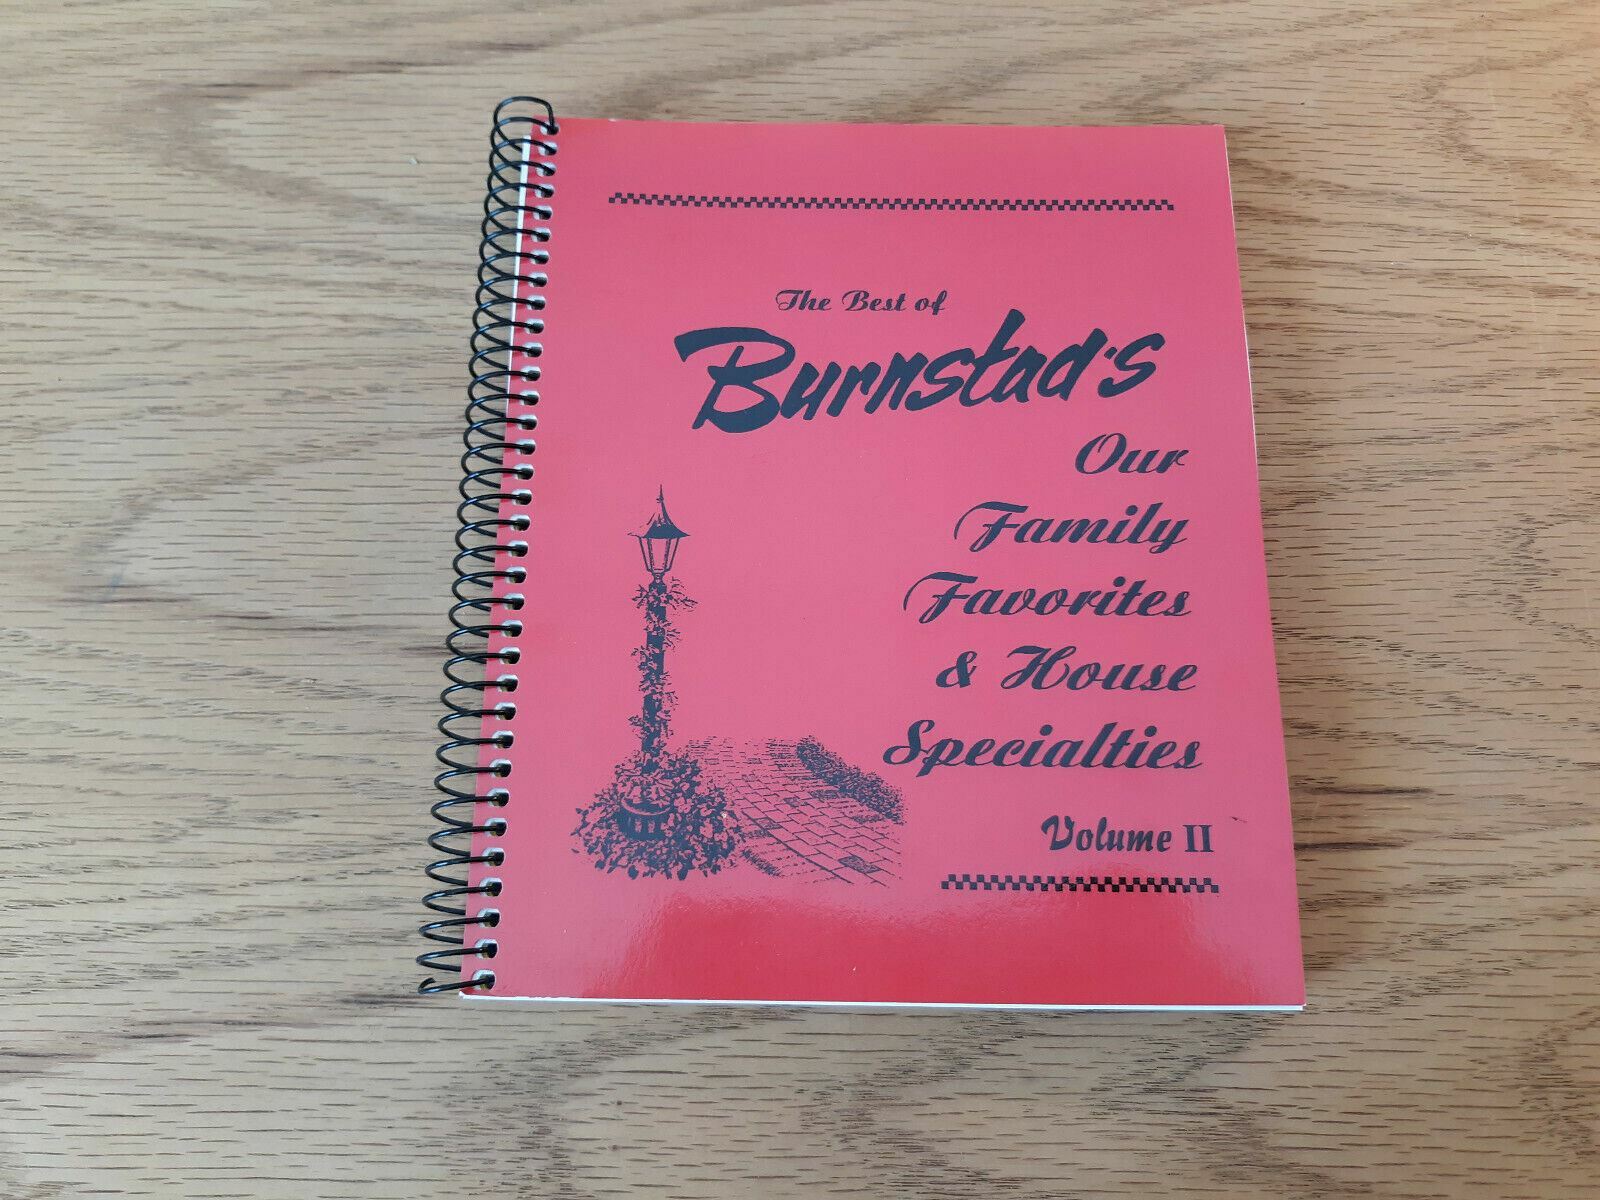 The Best of
Burnstad's
Our
Family
Favorites
& House
Specialties
Volume II